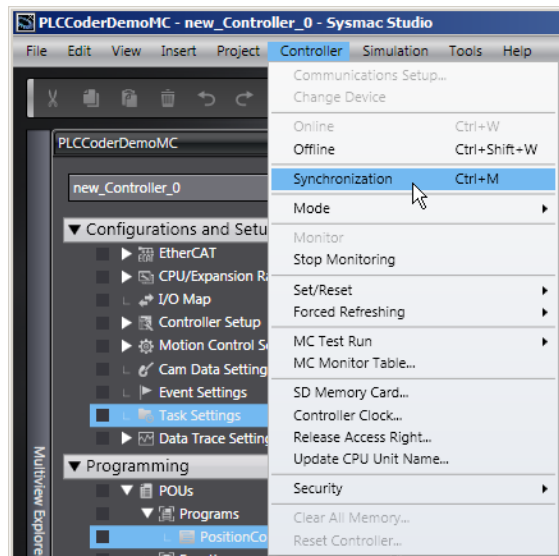 PLCCoderDemoMC - new_Controller_0 - Sysmac Studio
File Edit View Insert Project Controller Simulation Tools Help
PLCCoderDemoMC
new_Controller_0
Configurations and Setu
EtherCAT
CPU/Expansion Ra
I/O Map
Controller Setup
Motion Control Se
Cam Data Setting
Event Settings
Task Settings
Data Trace Setting
Programming
POUs
Programs
PositionCo
Multiview Explore
Communications Setup...
Change Device
Online Ctrl+W
Offline Ctrl+Shift+W
Synchronization Ctrl+M
Mode
Monitor
Stop Monitoring
Set/Reset
Forced Refreshing
MC Test Run
MC Monitor Table...
SD Memory Card...
Controller Clock...
Release Access Right...
Update CPU Unit Name...
Security
Clear All Memory...
Reset Controller...